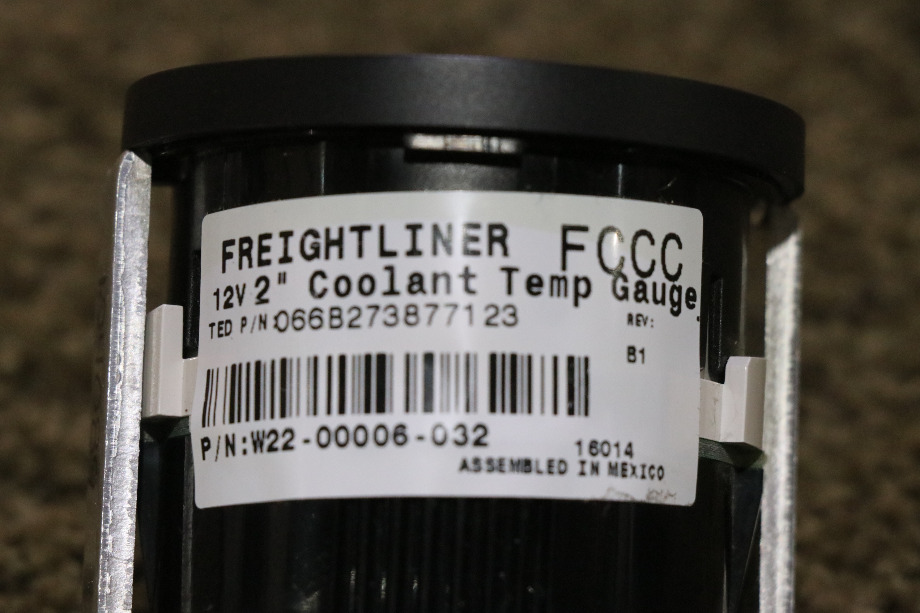 FREIGHTLINER FCCC
12V 2" Coolant Temp Gauge
TED P/N:066B273877123 REV:
B1
P/N:W22-00006-032
16014
ASSEMBLED IN MEXICO